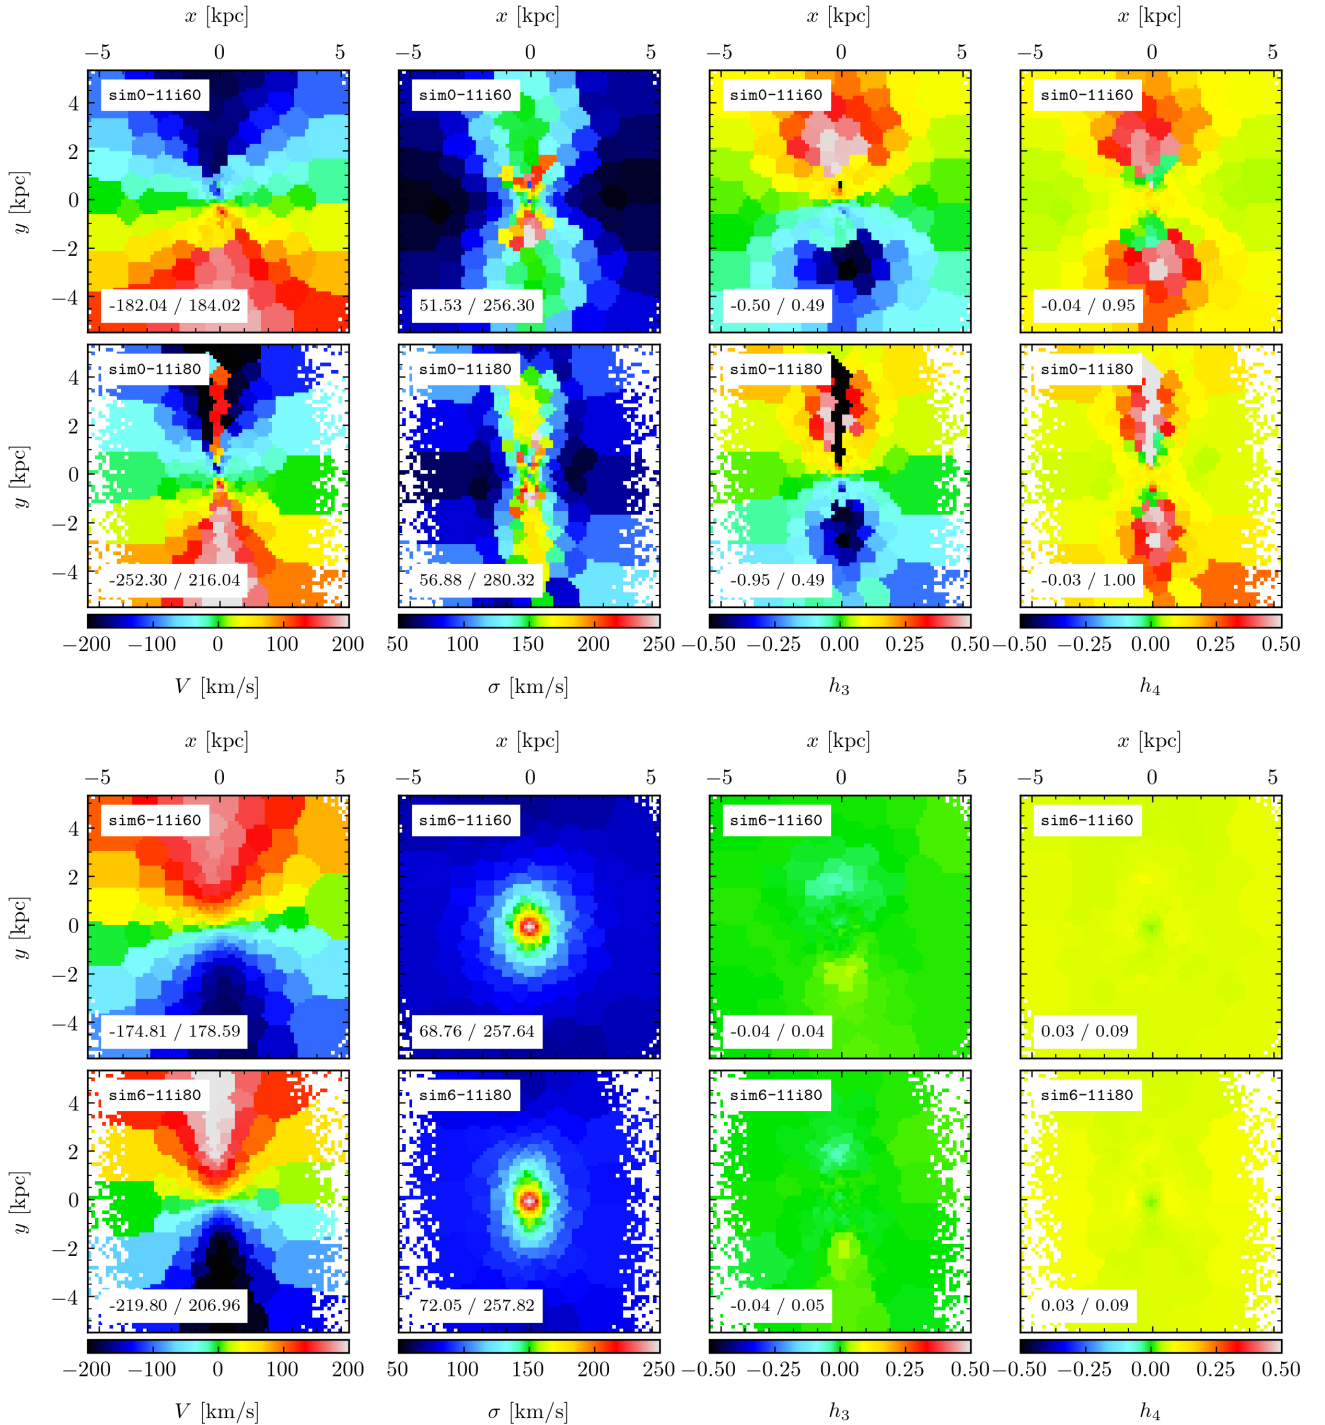 x [kpc] x [kpc] x [kpc] x [kpc]
−5 0 5 −5 0 5 −5 0 5 −5 0 5
sim0-11i60 sim0-11i60 sim0-11i60 sim0-11i60
4
2
0
−2
−4
y [kpc]
-182.04 / 184.02 51.53 / 256.30 -0.50 / 0.49 -0.04 / 0.95
sim0-11i80 sim0-11i80 sim0-11i80 sim0-11i80
4
2
0
−2
−4
y [kpc]
-252.30 / 216.04 56.88 / 280.32 -0.95 / 0.49 -0.03 / 1.00
−200 −100 0 100 200 50 100 150 200 250 −0.50 −0.25 0.00 0.25 0.50 −0.50 −0.25 0.00 0.25 0.50
V [km/s] σ [km/s] h3 h4
x [kpc] x [kpc] x [kpc] x [kpc]
−5 0 5 −5 0 5 −5 0 5 −5 0 5
sim6-11i60 sim6-11i60 sim6-11i60 sim6-11i60
4
2
0
−2
−4
y [kpc]
-174.81 / 178.59 68.76 / 257.64 -0.04 / 0.04 0.03 / 0.09
sim6-11i80 sim6-11i80 sim6-11i80 sim6-11i80
4
2
0
−2
−4
y [kpc]
-219.80 / 206.96 72.05 / 257.82 -0.04 / 0.05 0.03 / 0.09
−200 −100 0 100 200 50 100 150 200 250 −0.50 −0.25 0.00 0.25 0.50 −0.50 −0.25 0.00 0.25 0.50
V [km/s] σ [km/s] h3 h4